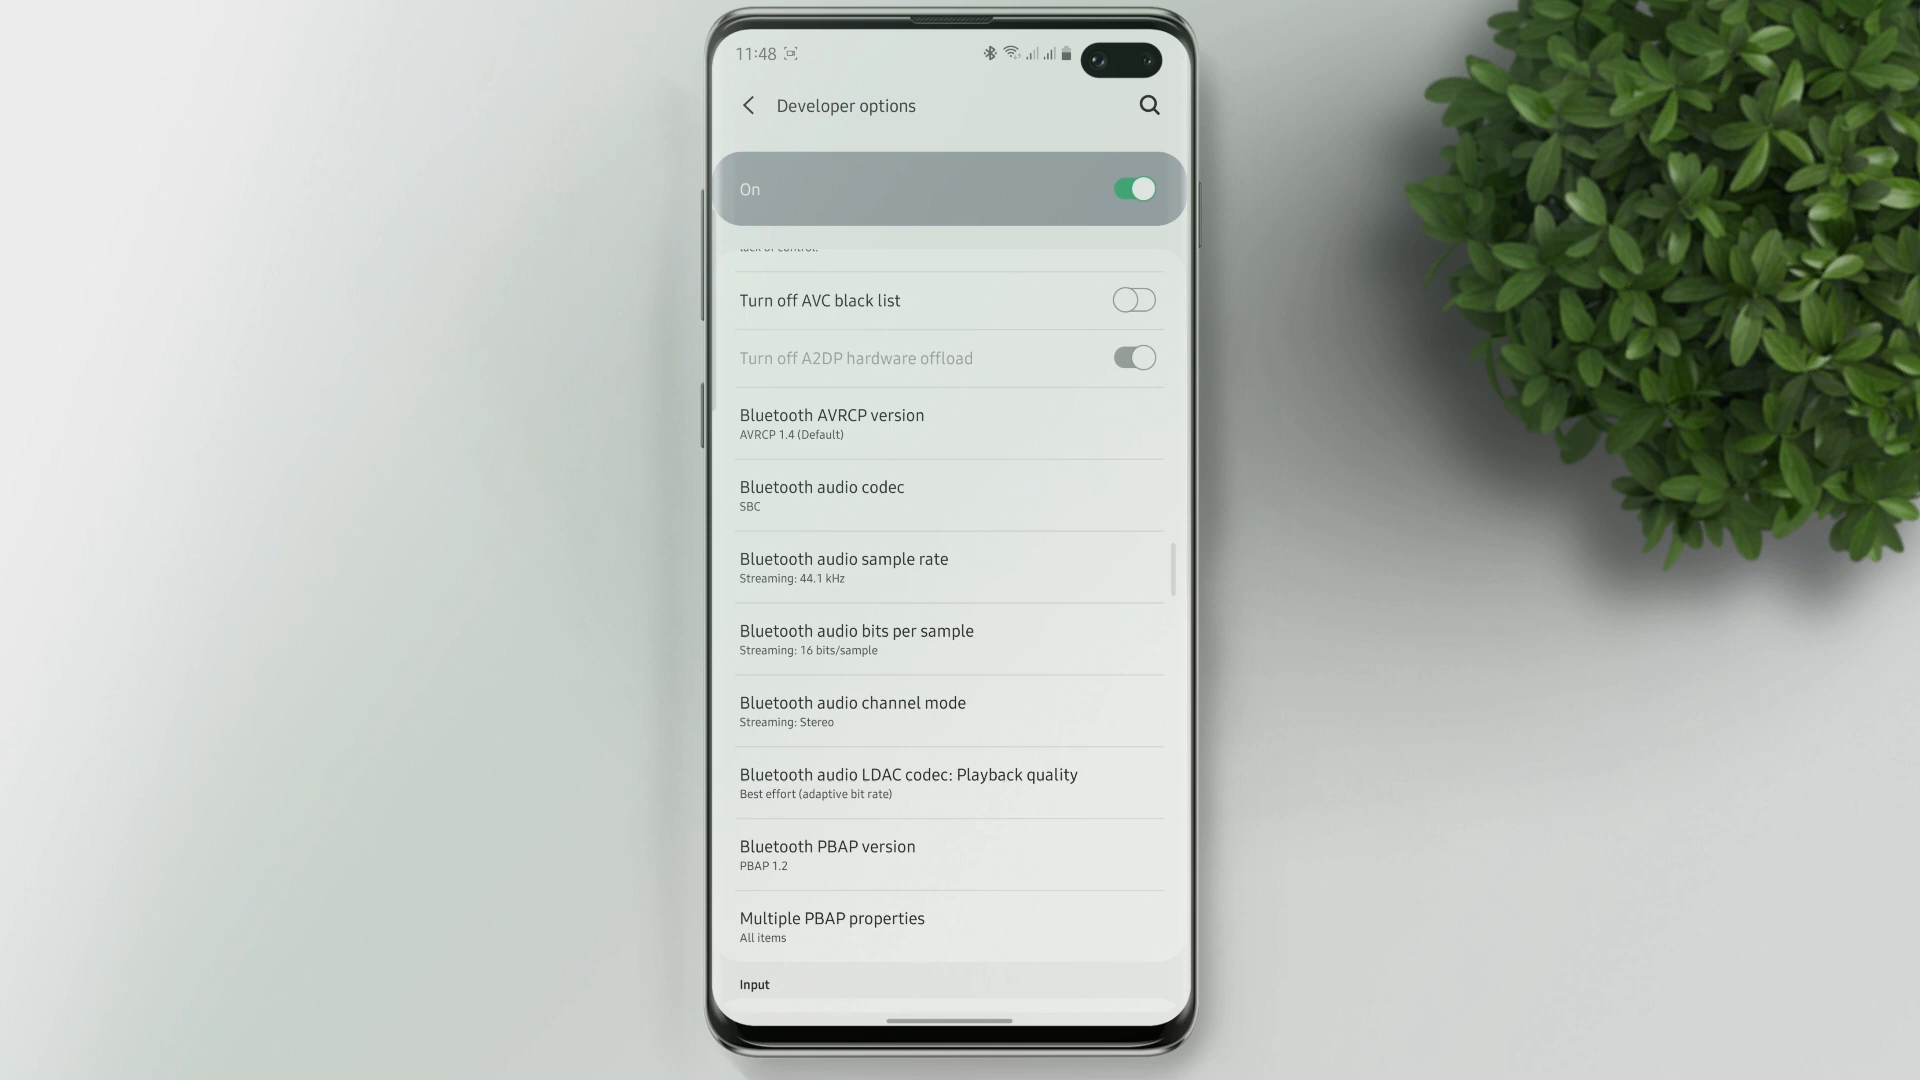 11:48
Developer options
On
lack of control.
Turn off AVC black list
Turn off A2DP hardware offload
Bluetooth AVRCP version
AVRCP 1.4 (Default)
Bluetooth audio codec
SBC
Bluetooth audio sample rate
Streaming: 44.1 kHz
Bluetooth audio bits per sample
Streaming: 16 bits/sample
Bluetooth audio channel mode
Streaming: Stereo
Bluetooth audio LDAC codec: Playback quality
Best effort (adaptive bit rate)
Bluetooth PBAP version
PBAP 1.2
Multiple PBAP properties
All items
Input